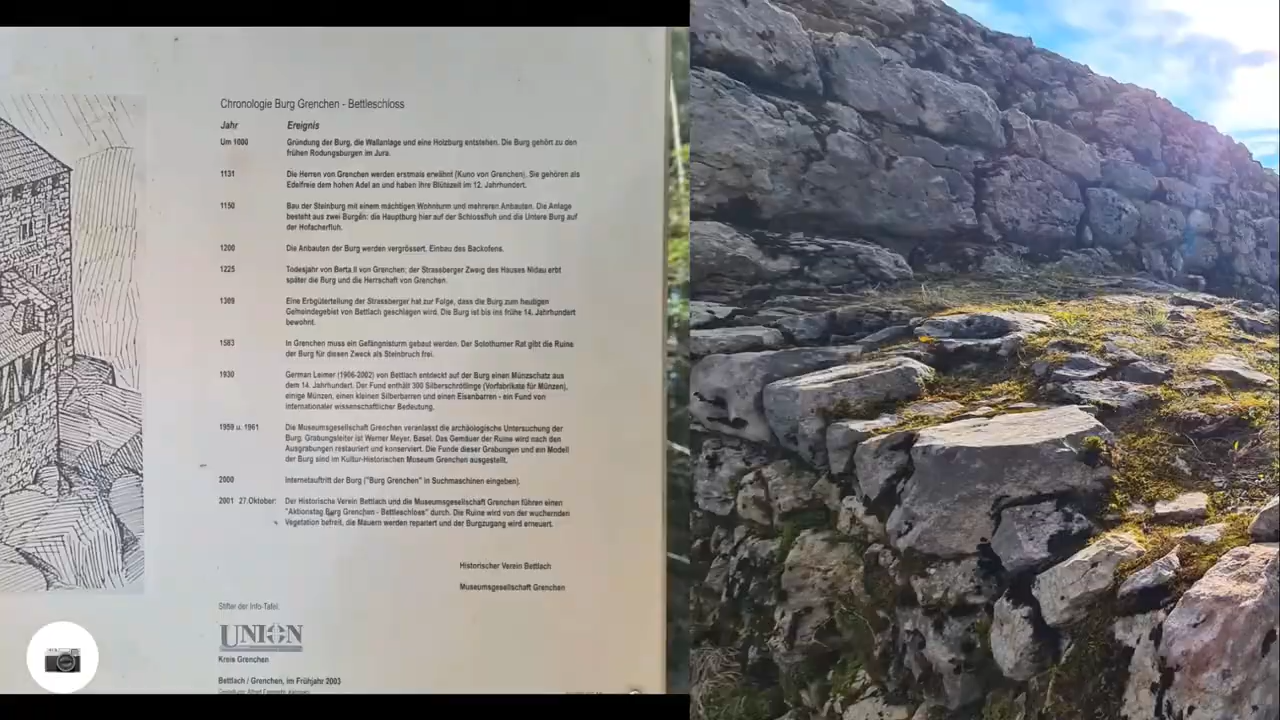 Chronologie Burg Grenchen - Bettleschloss
Jahr Ereignis
Um 1000 Gründung der Burg, die Wallanlage und eine Holzburg entstehen. Die Burg gehört zu den
frühen Rodungsburgen im Jura.
1131 Die Herren von Grenchen werden erstmals erwähnt (Kuno von Grenchen). Sie gehören als
Edelfreie dem hohen Adel an und haben ihre Blütezeit im 12. Jahrhundert.
1150 Bau der Steinburg mit einem mächtigen Wohnturm und mehreren Anbauten. Die Anlage
besteht aus zwei Burgen: die Hauptburg hier auf der Schlossfluh und die Untere Burg auf
der Hofacherfluh.
1200 Die Anbauten der Burg werden vergrössert. Einbau des Backofens.
1225 Todesjahr von Berta II von Grenchen; der Strassberger Zweig des Hauses Nidau erbt
später die Burg und die Herrschaft von Grenchen.
1309 Eine Erbgüterteilung der Strassberger hat zur Folge, dass die Burg zum heutigen
Gemeindegebiet von Bettlach geschlagen wird. Die Burg ist bis ins frühe 14. Jahrhundert
bewohnt.
1583 In Grenchen muss ein Gefängnisturm gebaut werden. Der Solothurner Rat gibt die Ruine
der Burg für diesen Zweck als Steinbruch frei.
1930 German Leimer (1906-2002) von Bettlach entdeckt auf der Burg einen Münzschatz aus
dem 14. Jahrhundert. Der Fund enthält 300 Silberschrötlinge (Vorfabrikate für Münzen),
einige Münzen, einen kleinen Silberbarren und einen Eisenbarren - ein Fund von
internationaler wissenschaftlicher Bedeutung.
1959 u. 1961 Die Museumsgesellschaft Grenchen veranlasst die archäologische Untersuchung der
Burg. Grabungsleiter ist Werner Meyer, Basel. Das Gemäuer der Ruine wird nach den
Ausgrabungen restauriert und konserviert. Die Funde dieser Grabungen und ein Modell
der Burg sind im Kultur-Historischen Museum Grenchen ausgestellt.
2000 Internetauftritt der Burg ("Burg Grenchen" in Suchmaschinen eingeben).
2001 27.Oktober: Der Historische Verein Bettlach und die Museumsgesellschaft Grenchen führen einen
"Aktionstag Burg Grenchen - Bettleschloss" durch. Die Ruine wird von der wuchernden
Vegetation befreit, die Mauern werden repariert und der Burgzugang wird erneuert.
Historischer Verein Bettlach
Museumsgesellschaft Grenchen
Stifter der Info-Tafel:
UNION
Kreis Grenchen
Bettlach / Grenchen, im Frühjahr 2003